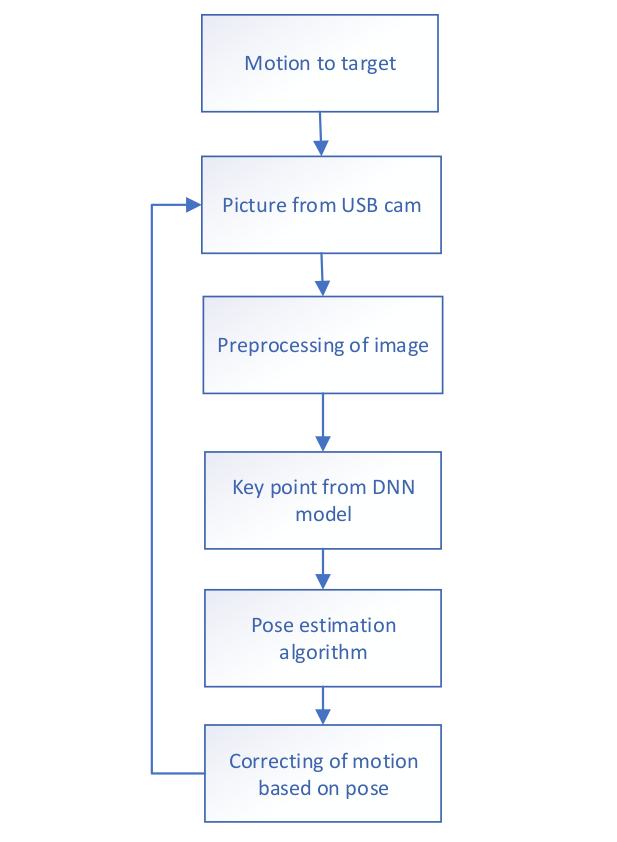 Motion to target
Picture from USB cam
Preprocessing of image
Key point from DNN
model
Pose estimation
algorithm
Correcting of motion
based on pose